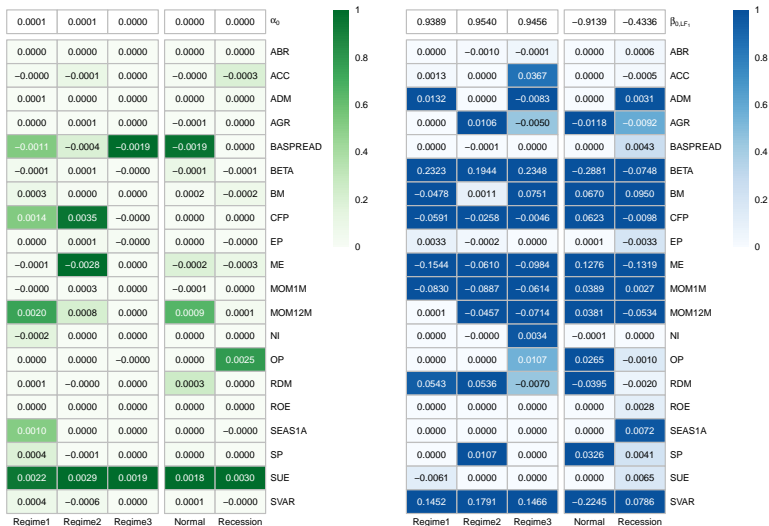 0.0001 0.0001 0.0001 0.0000 0.0000 α0
0.0000 0.0000 0.0000 0.0000 0.0000 ABR
−0.0000 −0.0001 0.0000 −0.0000 −0.0003 ACC
0.0001 0.0000 0.0000 0.0000 0.0000 ADM
0.0000 0.0001 0.0000 −0.0001 0.0000 AGR
−0.0011 −0.0004 −0.0019 −0.0019 0.0000 BASPREAD
−0.0001 0.0001 −0.0000 −0.0001 −0.0001 BETA
0.0003 0.0000 0.0000 0.0002 −0.0002 BM
0.0014 0.0035 −0.0000 0.0000 0.0000 CFP
0.0000 0.0001 −0.0000 0.0000 0.0000 EP
−0.0001 −0.0028 0.0000 −0.0002 −0.0003 ME
−0.0000 0.0003 0.0000 −0.0001 0.0000 MOM1M
0.0020 0.0008 0.0000 0.0009 0.0001 MOM12M
−0.0002 0.0000 0.0000 0.0000 0.0000 NI
0.0000 0.0000 −0.0000 0.0000 0.0025 OP
0.0001 −0.0000 0.0000 0.0003 0.0000 RDM
0.0000 0.0000 0.0000 0.0000 0.0000 ROE
0.0010 0.0000 0.0000 0.0000 −0.0000 SEAS1A
0.0004 −0.0001 0.0000 0.0000 0.0000 SP
0.0022 0.0029 0.0019 0.0018 0.0030 SUE
0.0004 −0.0006 0.0000 0.0001 −0.0000 SVAR
Regime1 Regime2 Regime3 Normal Recession
1
0.8
0.6
0.4
0.2
0
0.9389 0.9540 0.9456 −0.9139 −0.4336 β0,LF1
0.0000 −0.0010 −0.0001 0.0000 0.0006 ABR
0.0013 0.0000 0.0367 0.0000 −0.0005 ACC
0.0132 0.0000 −0.0083 0.0000 0.0031 ADM
0.0000 0.0106 −0.0050 −0.0118 −0.0092 AGR
0.0000 −0.0001 0.0000 0.0000 0.0043 BASPREAD
0.2323 0.1944 0.2348 −0.2881 −0.0748 BETA
−0.0478 0.0011 0.0751 0.0670 0.0950 BM
−0.0591 −0.0258 −0.0046 0.0623 −0.0098 CFP
0.0033 −0.0002 0.0000 0.0001 −0.0033 EP
−0.1544 −0.0610 −0.0984 0.1276 −0.1319 ME
−0.0830 −0.0887 −0.0614 0.0389 0.0027 MOM1M
0.0001 −0.0457 −0.0714 0.0381 −0.0534 MOM12M
0.0000 −0.0000 0.0034 −0.0001 0.0000 NI
0.0000 0.0000 0.0107 0.0265 −0.0010 OP
0.0543 0.0536 −0.0070 −0.0395 −0.0020 RDM
0.0000 0.0000 0.0000 0.0000 0.0028 ROE
0.0000 0.0000 0.0000 0.0000 0.0072 SEAS1A
0.0000 0.0107 0.0000 0.0326 0.0041 SP
−0.0061 0.0000 0.0000 0.0000 0.0065 SUE
0.1452 0.1791 0.1466 −0.2245 0.0786 SVAR
Regime1 Regime2 Regime3 Normal Recession
1
0.8
0.6
0.4
0.2
0